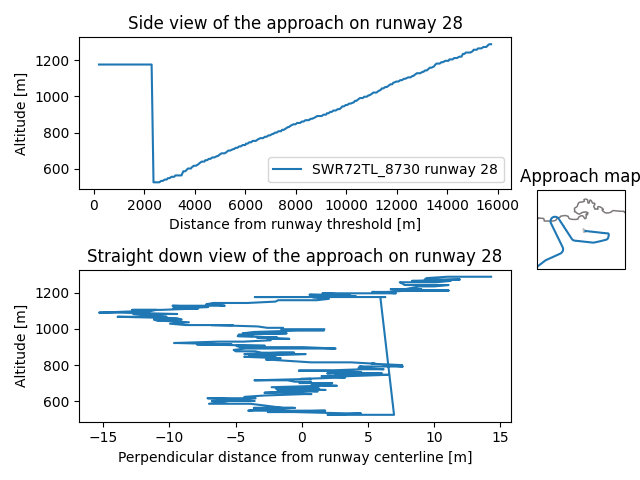 Side view of the approach on runway 28
1200
1000
800
600
Altitude [m]
SWR72TL_8730 runway 28
0 2000 4000 6000 8000 10000 12000 14000 16000
Distance from runway threshold [m]
Approach map
Straight down view of the approach on runway 28
1200
1000
800
600
Altitude [m]
−15 −10 −5 0 5 10 15
Perpendicular distance from runway centerline [m]